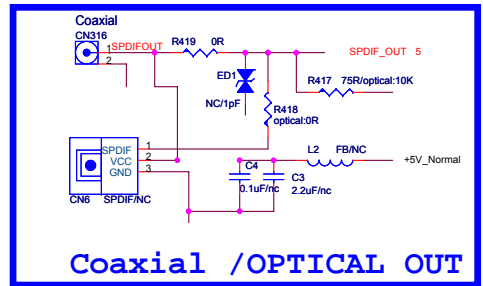 Coaxial
CN316
1
2
SPDIFOUT
R419 0R
SPDIF_OUT 5
ED1
NC/1pF
R417 75R/optical:10K
R418
optical:0R
SPDIF 1
VCC 2
GND 3
CN6 SPDIF/NC
C4
0.1uF/nc
C3
2.2uF/nc
L2 FB/NC
+5V_Normal
Coaxial /OPTICAL OUT